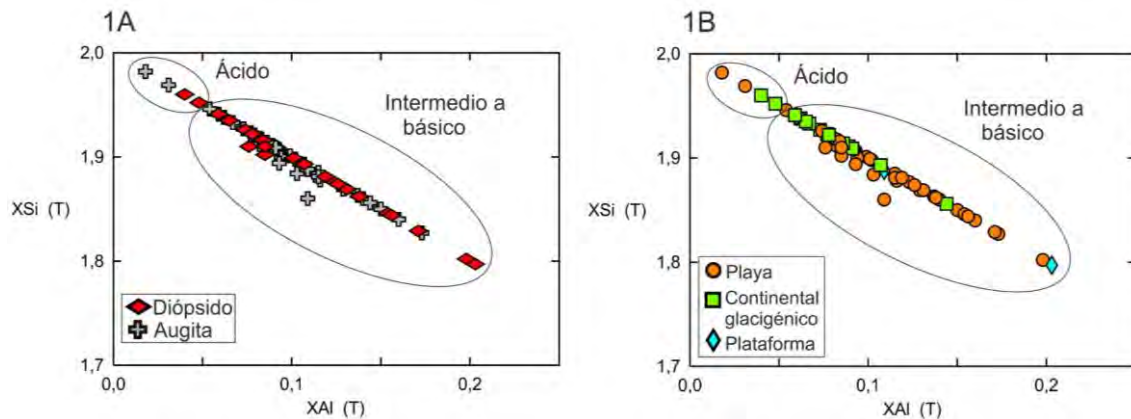 1A
2,0
1,9
1,8
1,7
XSi (T)
0,0
0,1
0,2
XAl (T)
Ácido
Intermedio a
básico
Diópsido
Augita
1B
2,0
1,9
1,8
1,7
XSi (T)
0,0
0,1
0,2
XAl (T)
Ácido
Intermedio a
básico
Playa
Continental
glacigénico
Plataforma